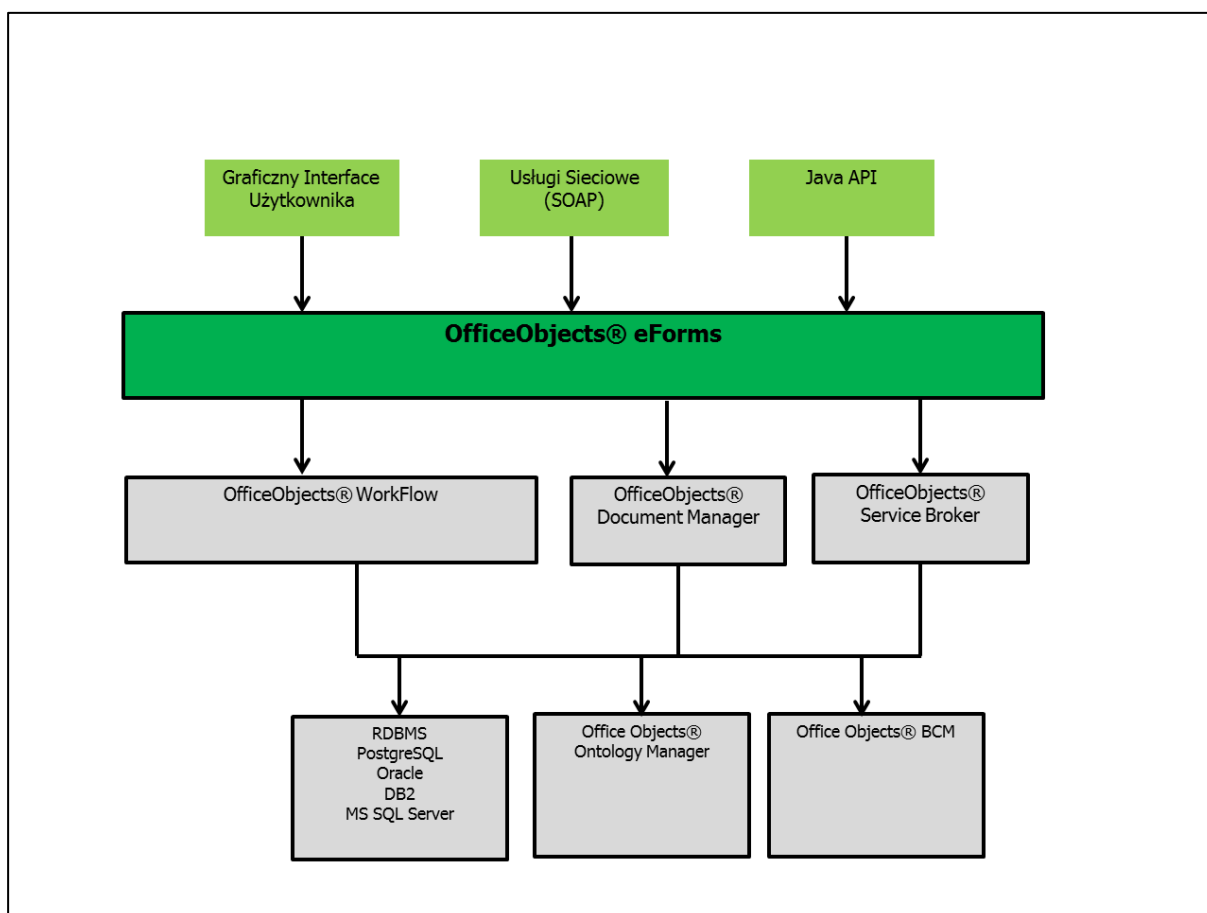 Graficzny Interface
Użytkownika
Usługi Sieciowe
(SOAP)
Java API
OfficeObjects® eForms
OfficeObjects® WorkFlow
OfficeObjects®
Document Manager
OfficeObjects®
Service Broker
RDBMS
PostgreSQL
Oracle
DB2
MS SQL Server
Office Objects®
Ontology Manager
Office Objects® BCM